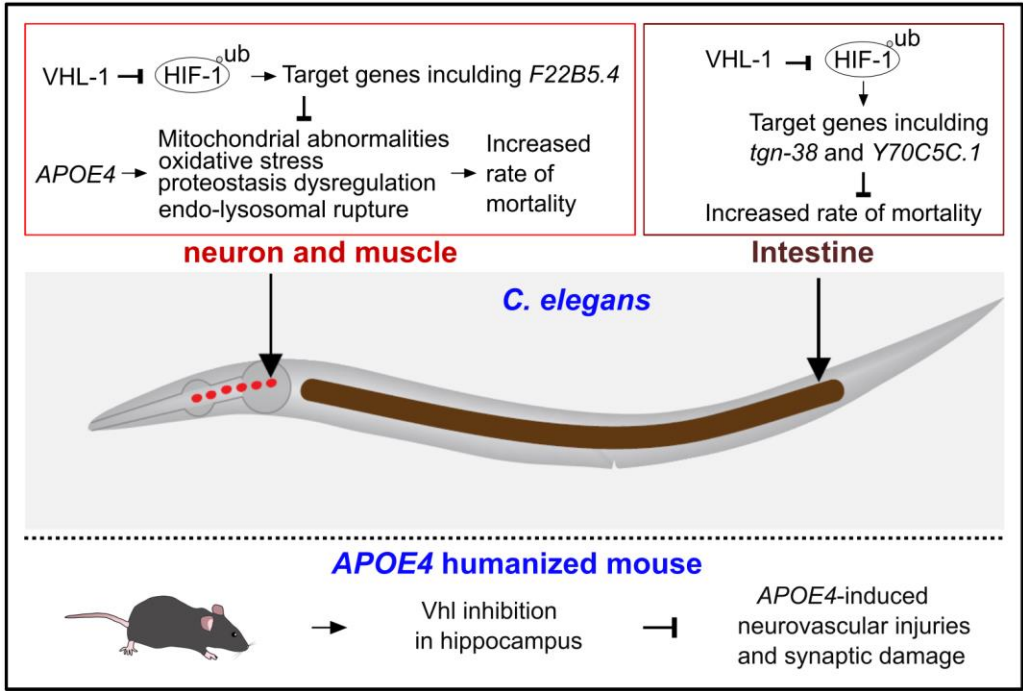 ub
VHL-1 HIF-1 Target genes inculding F22B5.4
Mitochondrial abnormalities
oxidative stress
APOE4 proteostasis dysregulation
endo-lysosomal rupture
Increased
rate of
mortality
neuron and muscle
ub
VHL-1 HIF-1
Target genes inculding
tgn-38 and Y70C5C.1
Increased rate of mortality
Intestine
C. elegans
APOE4 humanized mouse
Vhl inhibition
in hippocampus
APOE4-induced
neurovascular injuries
and synaptic damage